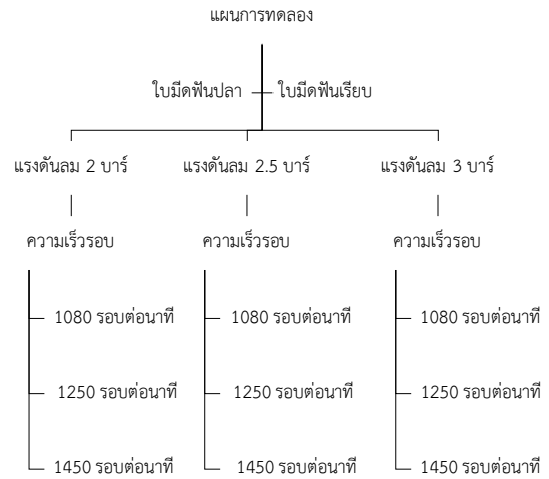 แผนการทดลอง
ใบมีดฟันปลา ใบมีดฟันเรียบ
แรงดันลม 2 บาร์ แรงดันลม 2.5 บาร์ แรงดันลม 3 บาร์
ความเร็วรอบ ความเร็วรอบ ความเร็วรอบ
1080 รอบต่อนาที 1080 รอบต่อนาที 1080 รอบต่อนาที
1250 รอบต่อนาที 1250 รอบต่อนาที 1250 รอบต่อนาที
1450 รอบต่อนาที 1450 รอบต่อนาที 1450 รอบต่อนาที